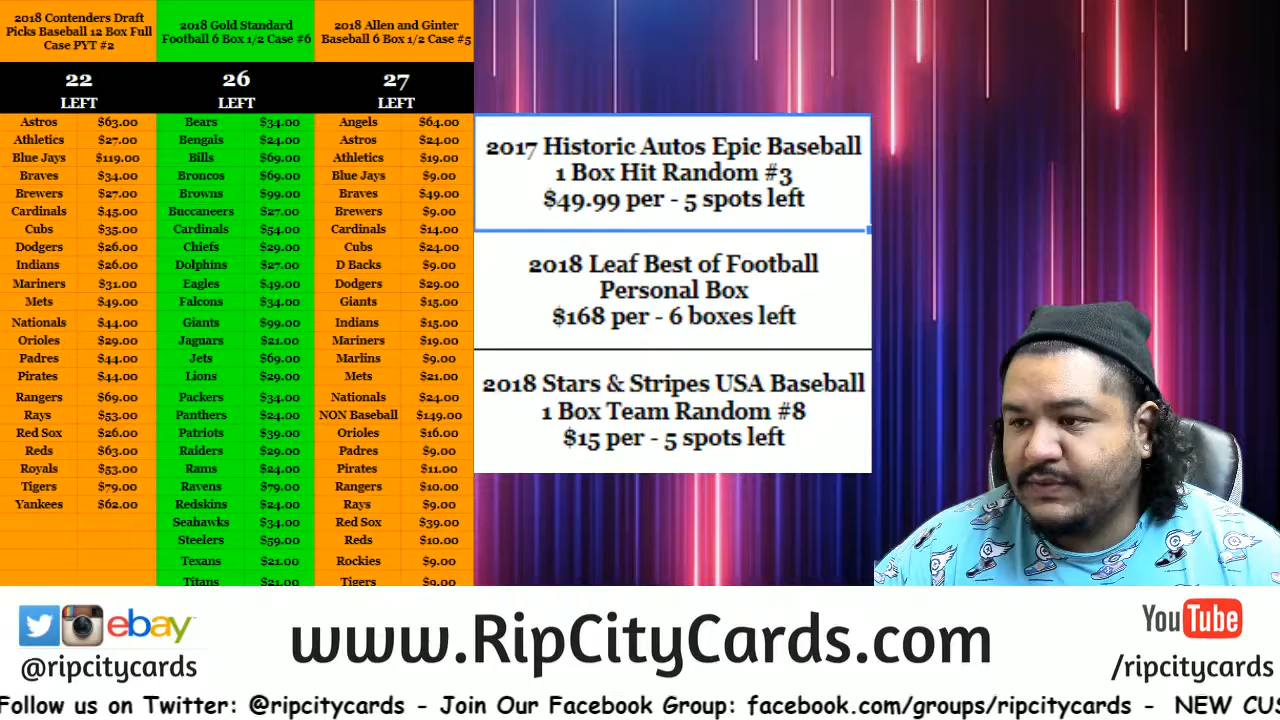 2018 Contenders Draft
Picks Baseball 12 Box Full
Case PYT #2
22
LEFT
Astros $63.00
Athletics $27.00
Blue Jays $119.00
Braves $34.00
Brewers $27.00
Cardinals $45.00
Cubs $35.00
Dodgers $26.00
Indians $26.00
Mariners $31.00
Mets $49.00
Nationals $44.00
Orioles $29.00
Padres $44.00
Pirates $44.00
Rangers $69.00
Rays $53.00
Red Sox $26.00
Reds $63.00
Royals $53.00
Tigers $79.00
Yankees $62.00
2018 Gold Standard
Football 6 Box 1/2 Case #6
26
LEFT
Bears $34.00
Bengals $24.00
Bills $69.00
Broncos $69.00
Browns $99.00
Buccaneers $27.00
Cardinals $54.00
Chiefs $29.00
Dolphins $27.00
Eagles $49.00
Falcons $34.00
Giants $99.00
Jaguars $21.00
Jets $69.00
Lions $29.00
Packers $34.00
Panthers $24.00
Patriots $39.00
Raiders $29.00
Rams $24.00
Ravens $79.00
Redskins $24.00
Seahawks $34.00
Steelers $59.00
Texans $21.00
Titans $21.00
2018 Allen and Ginter
Baseball 6 Box 1/2 Case #5
27
LEFT
Angels $64.00
Astros $24.00
Athletics $19.00
Blue Jays $9.00
Braves $49.00
Brewers $9.00
Cardinals $14.00
Cubs $24.00
D Backs $9.00
Dodgers $29.00
Giants $15.00
Indians $15.00
Mariners $19.00
Marlins $9.00
Mets $21.00
Nationals $24.00
NON Baseball $149.00
Orioles $16.00
Padres $9.00
Pirates $11.00
Rangers $10.00
Rays $9.00
Red Sox $39.00
Reds $10.00
Rockies $9.00
Tigers $9.00
2017 Historic Autos Epic Baseball
1 Box Hit Random #3
$49.99 per - 5 spots left
2018 Leaf Best of Football
Personal Box
$168 per - 6 boxes left
2018 Stars & Stripes USA Baseball
1 Box Team Random #8
$15 per - 5 spots left
ebay
@ripcitycards
www.RipCityCards.com
YouTube
/ripcitycards
Follow us on Twitter: @ripcitycards - Join Our Facebook Group: facebook.com/groups/ripcitycards - NEW CUS